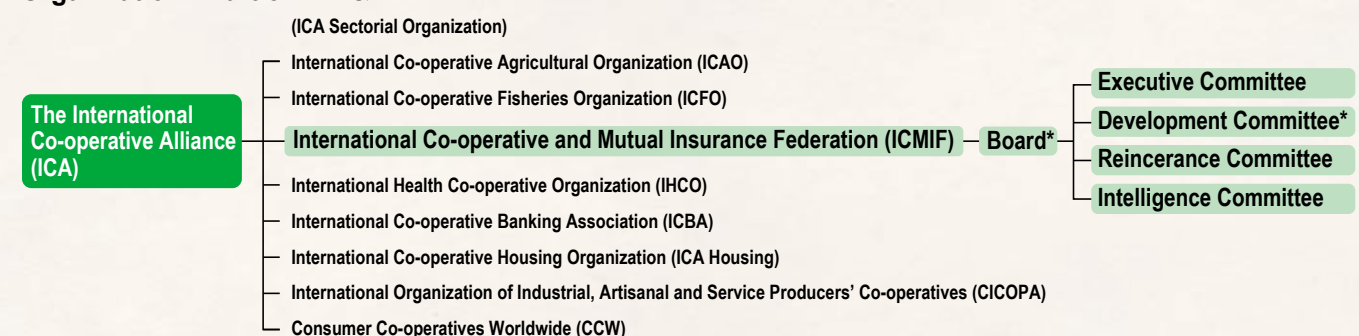 (ICA Sectorial Organization)
International Co-operative Agricultural Organization (ICAO)
International Co-operative Fisheries Organization (ICFO)
The International
Co-operative Alliance
(ICA)
International Co-operative and Mutual Insurance Federation (ICMIF)
Board*
Executive Committee
Development Committee*
Reincerance Committee
Intelligence Committee
International Health Co-operative Organization (IHCO)
International Co-operative Banking Association (ICBA)
International Co-operative Housing Organization (ICA Housing)
International Organization of Industrial, Artisanal and Service Producers’ Co-operatives (CICOPA)
Consumer Co-operatives Worldwide (CCW)